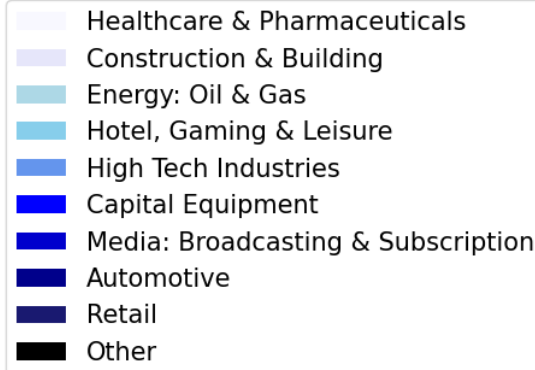 Healthcare & Pharmaceuticals
Construction & Building
Energy: Oil & Gas
Hotel, Gaming & Leisure
High Tech Industries
Capital Equipment
Media: Broadcasting & Subscription
Automotive
Retail
Other